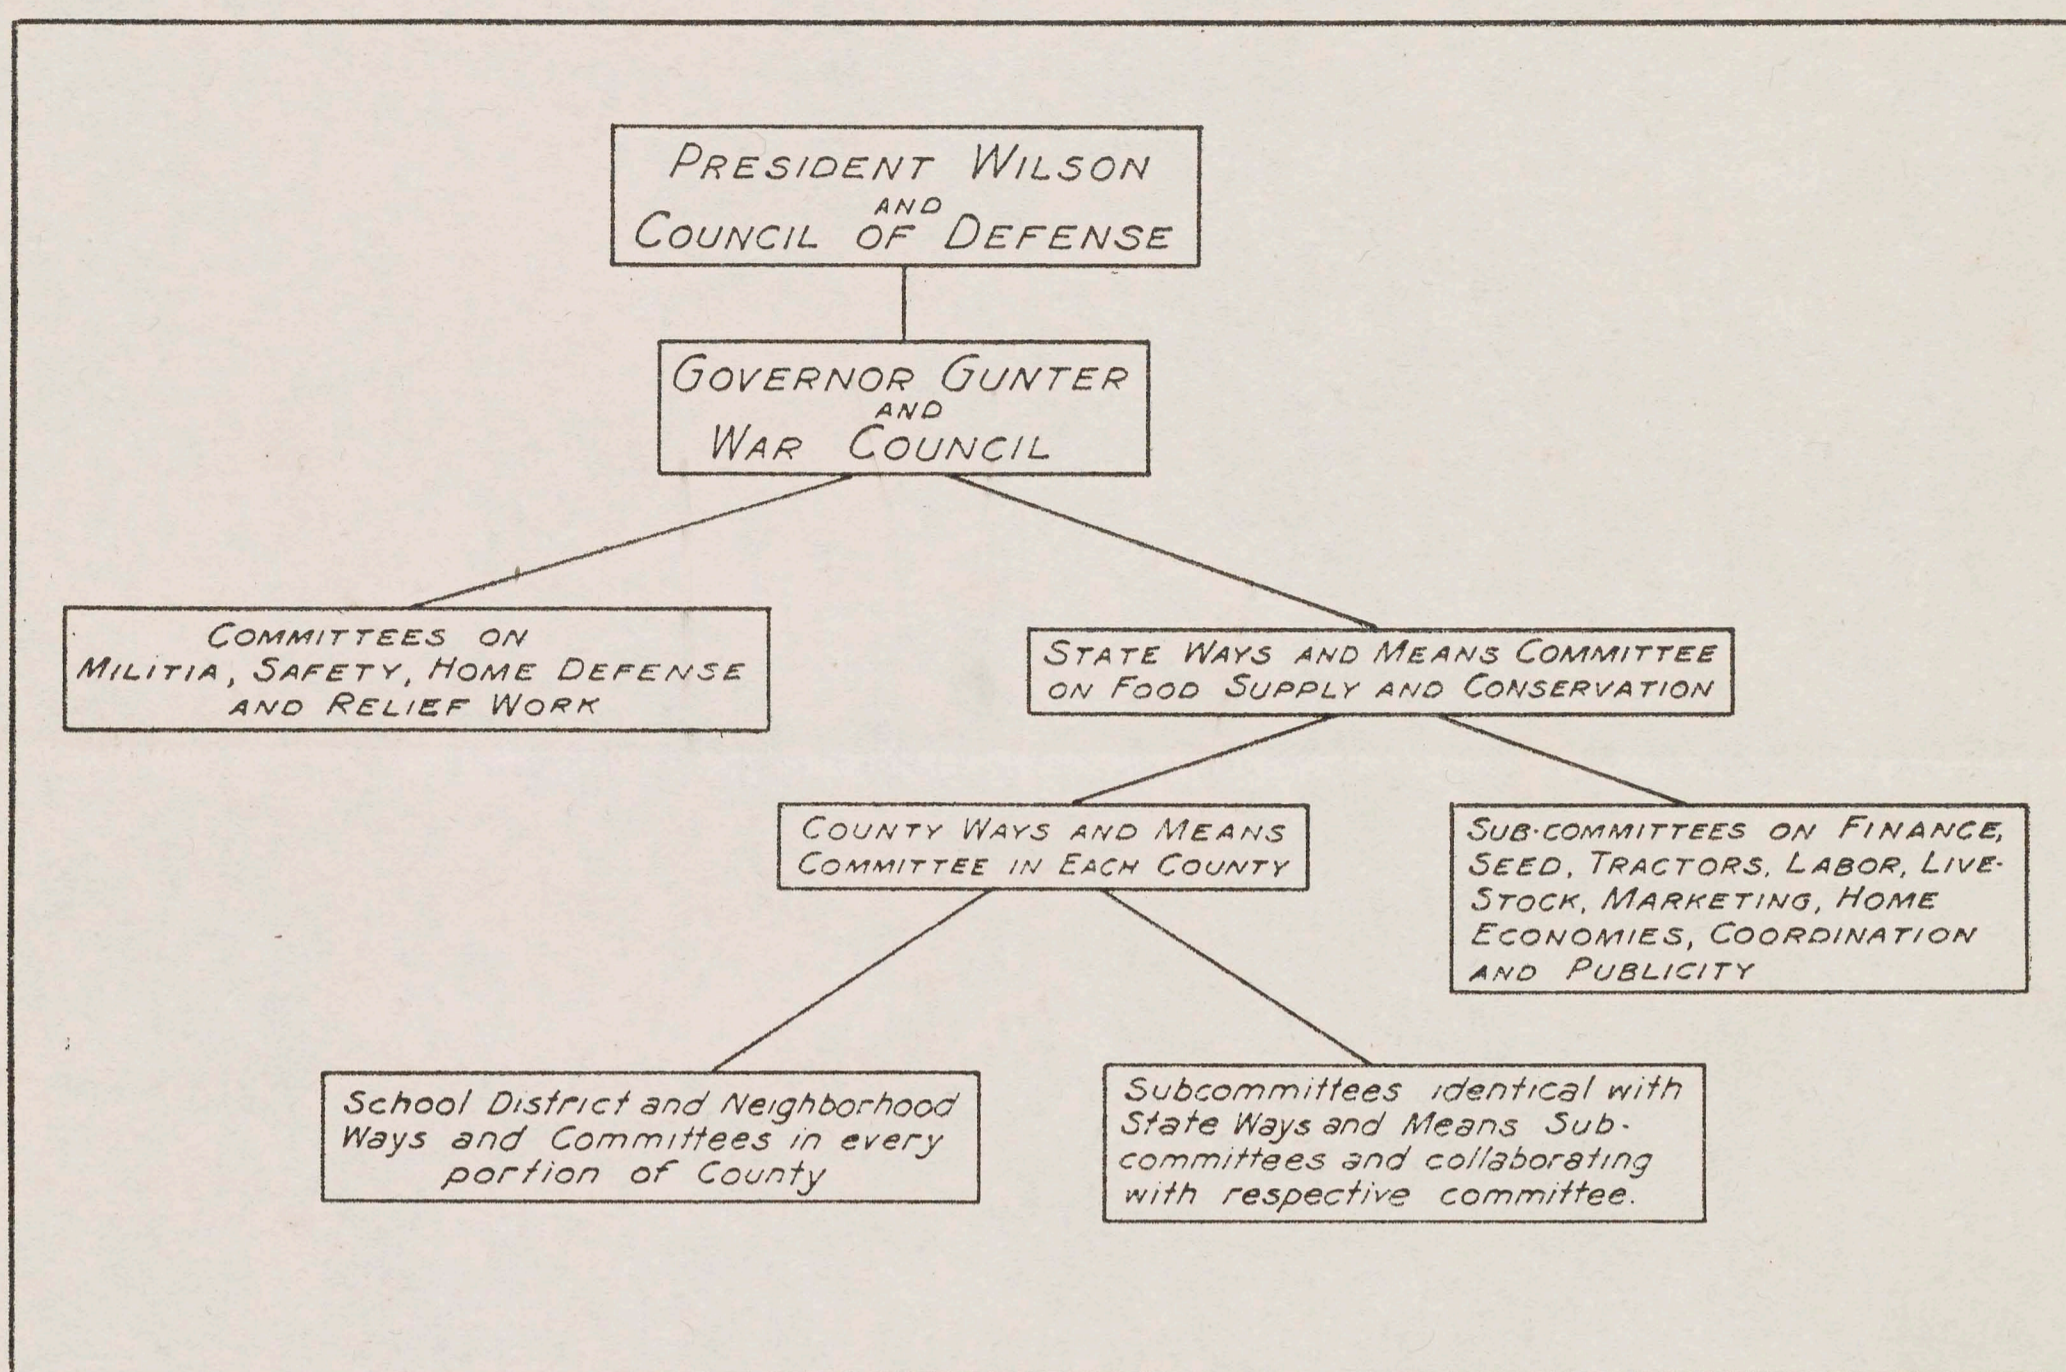 PRESIDENT WILSON
AND
COUNCIL OF DEFENSE
GOVERNOR GUNTER
AND
WAR COUNCIL
COMMITTEES ON
MILITIA, SAFETY, HOME DEFENSE
AND RELIEF WORK
STATE WAYS AND MEANS COMMITTEE
ON FOOD SUPPLY AND CONSERVATION
COUNTY WAYS AND MEANS
COMMITTEE IN EACH COUNTY
SUB-COMMITTEES ON FINANCE,
SEED, TRACTORS, LABOR, LIVE-
STOCK, MARKETING, HOME
ECONOMIES, COORDINATION
AND PUBLICITY
School District and Neighborhood
Ways and Committees in every
portion of County
Subcommittees identical with
State Ways and Means Sub-
committees and collaborating
with respective committee.